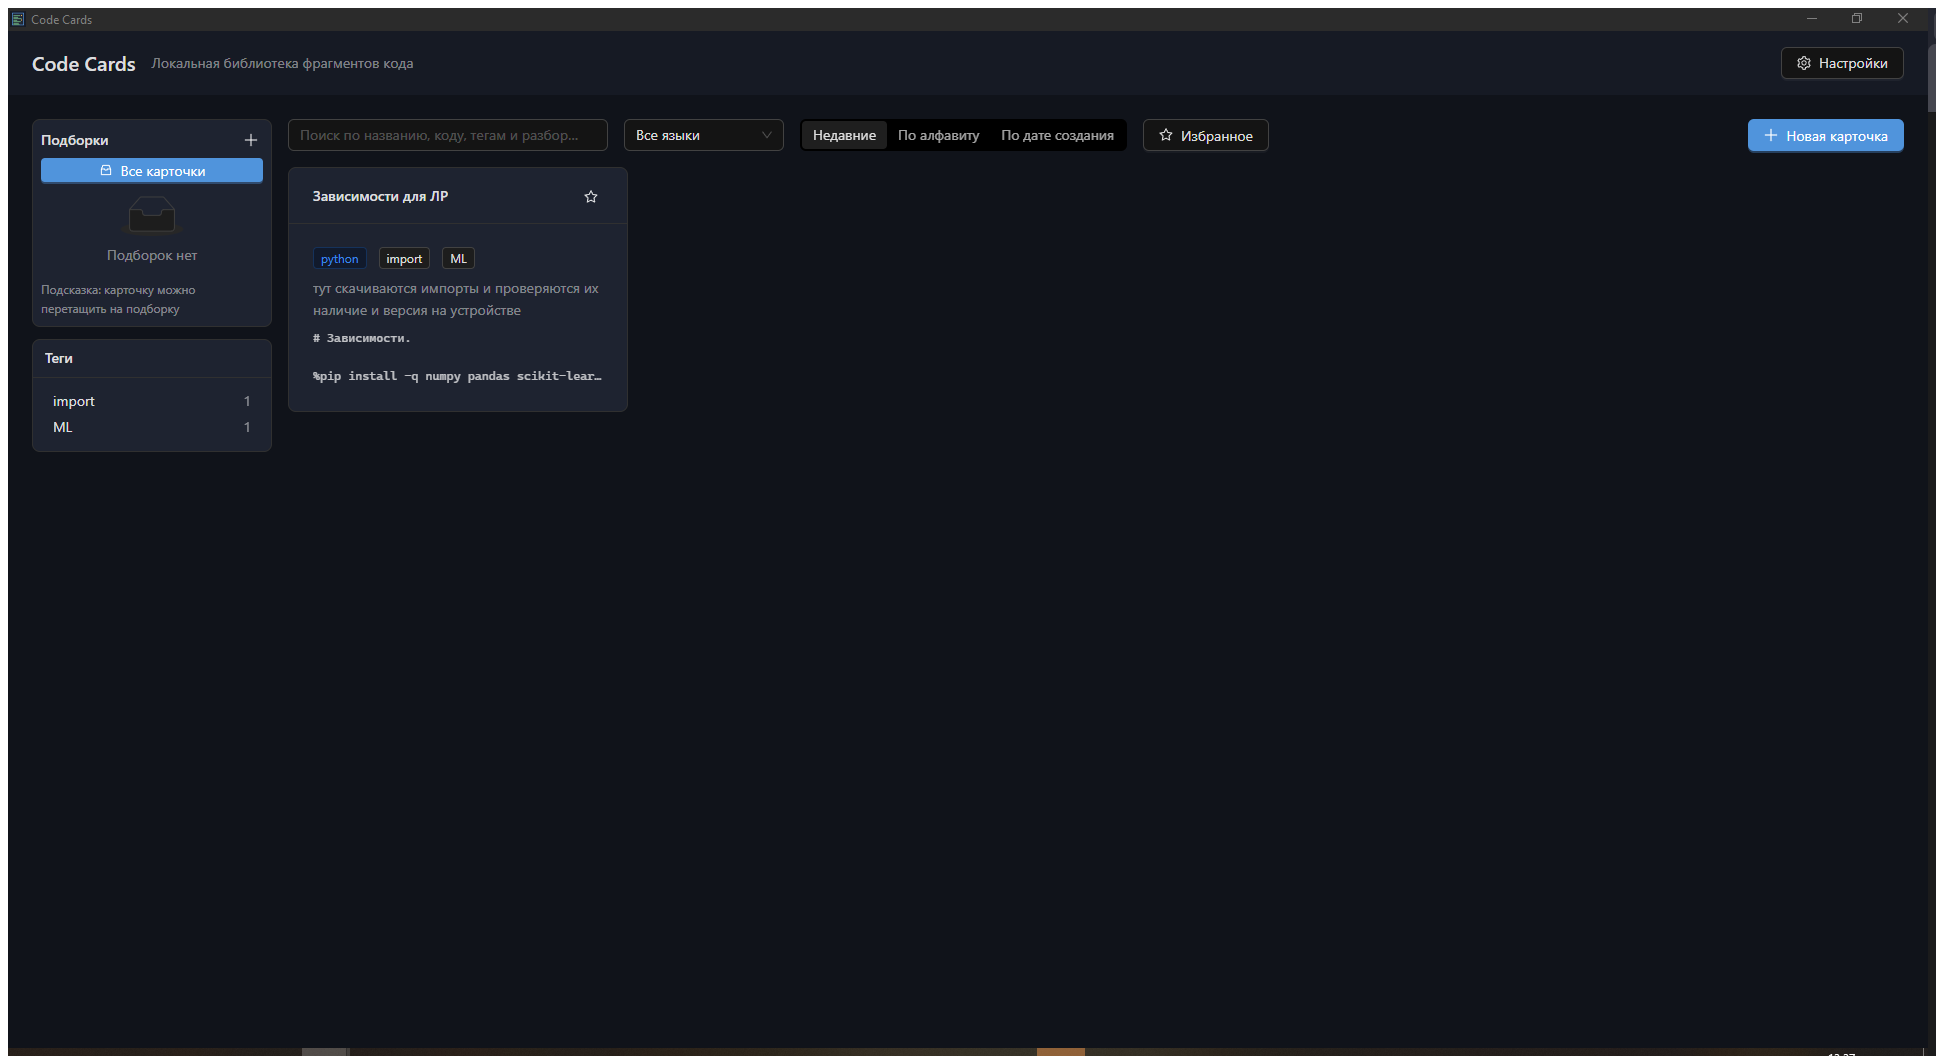 Code Cards
Code Cards Локальная библиотека фрагментов кода
Настройки
Подборки
Все карточки
Подборок нет
Подсказка: карточку можно
перетащить на подборку
Теги
import 1
ML 1
Поиск по названию, коду, тегам и разбор...
Все языки
Недавние По алфавиту По дате создания
Избранное
Новая карточка
Зависимости для ЛР
python import ML
тут скачиваются импорты и проверяются их
наличие и версия на устройстве
# Зависимости.
%pip install -q numpy pandas scikit-lear…